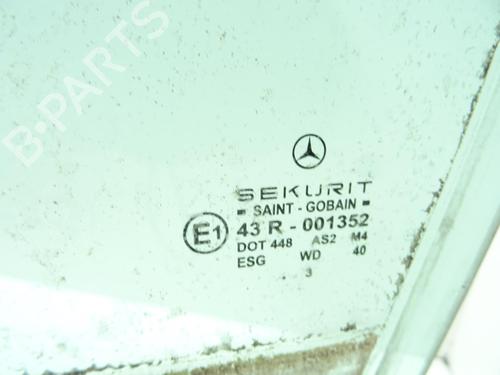 B-PARTS
SEKURIT
SAINT - GOBAIN
E1 43 R - 001352
DOT 448 AS2 M4
ESG WD 40
3